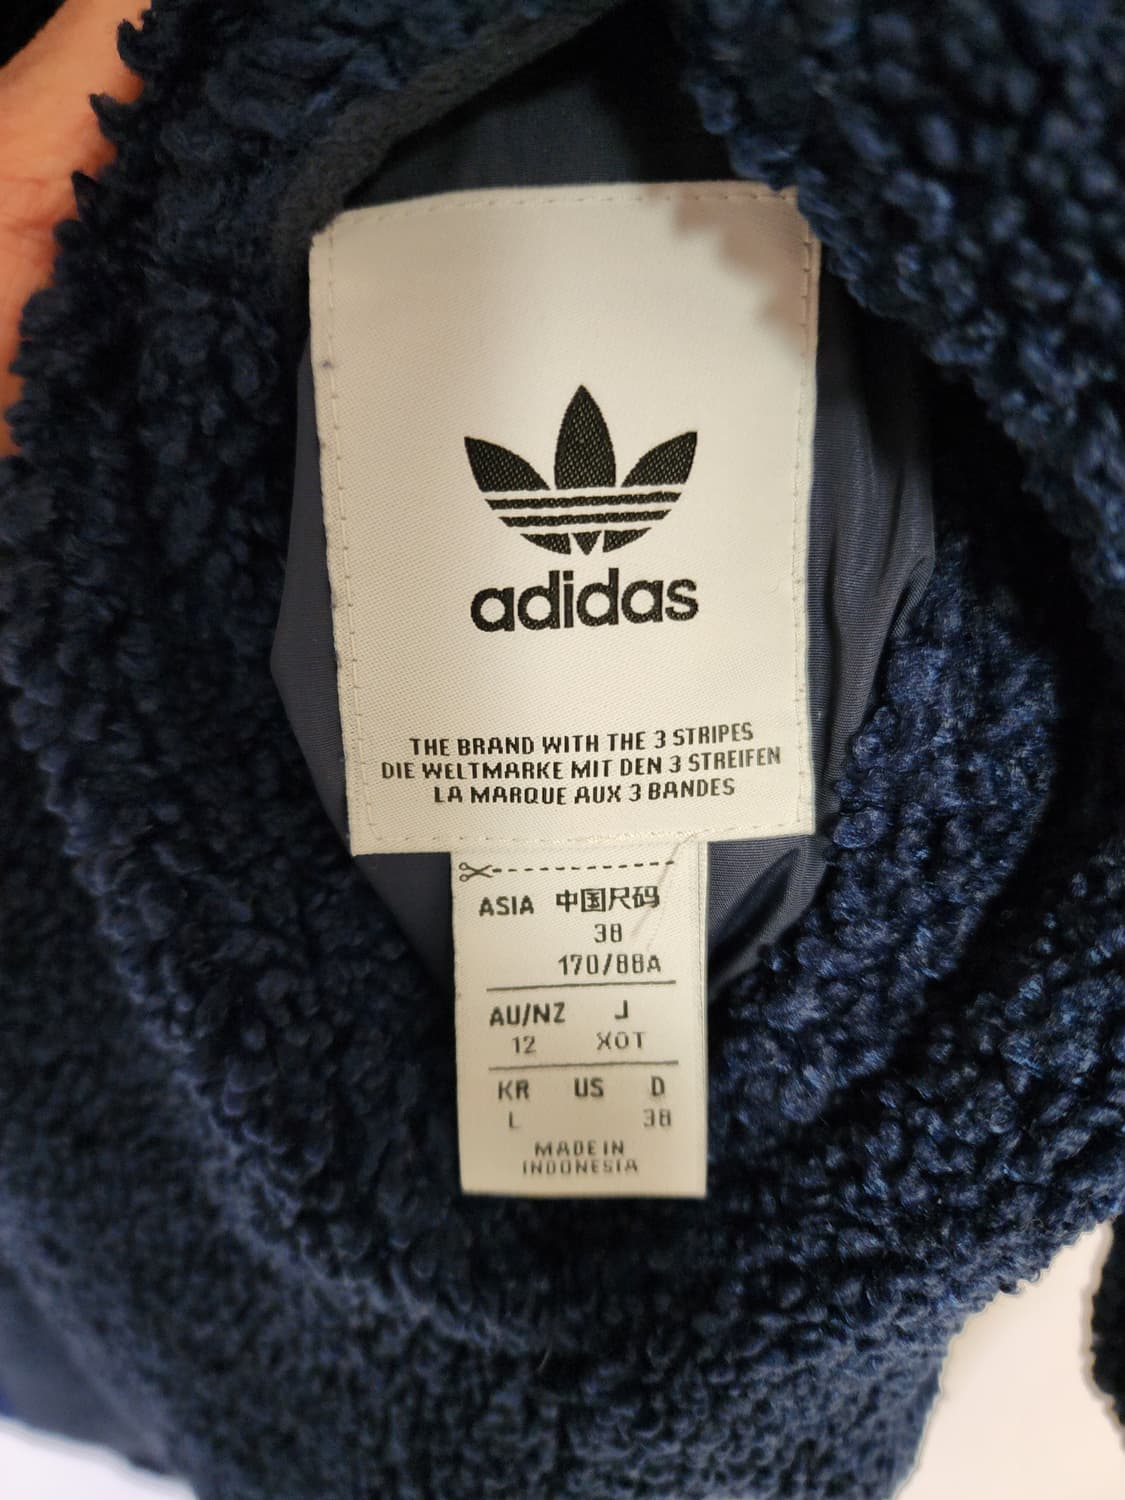 adidas
THE BRAND WITH THE 3 STRIPES
DIE WELTMARKE MIT DEN 3 STREIFEN
LA MARQUE AUX 3 BANDES
ASIA 中国尺码
38
170/88A
AU/NZ J
12 XOT
KR US D
L 38
MADE IN
INDONESIA